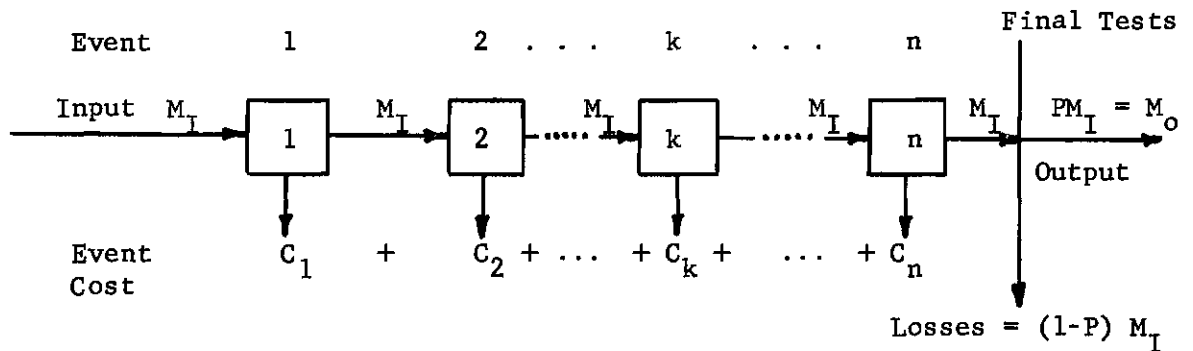 Final Tests
Event 1 2 . . . k . . . n
Input M_I M_I M_I M_I M_I PM_I = M_o
1 2 ..... k ..... n
Output
Event Cost C_1 + C_2 + ... + C_k + ... + C_n
Losses = (1-P) M_I